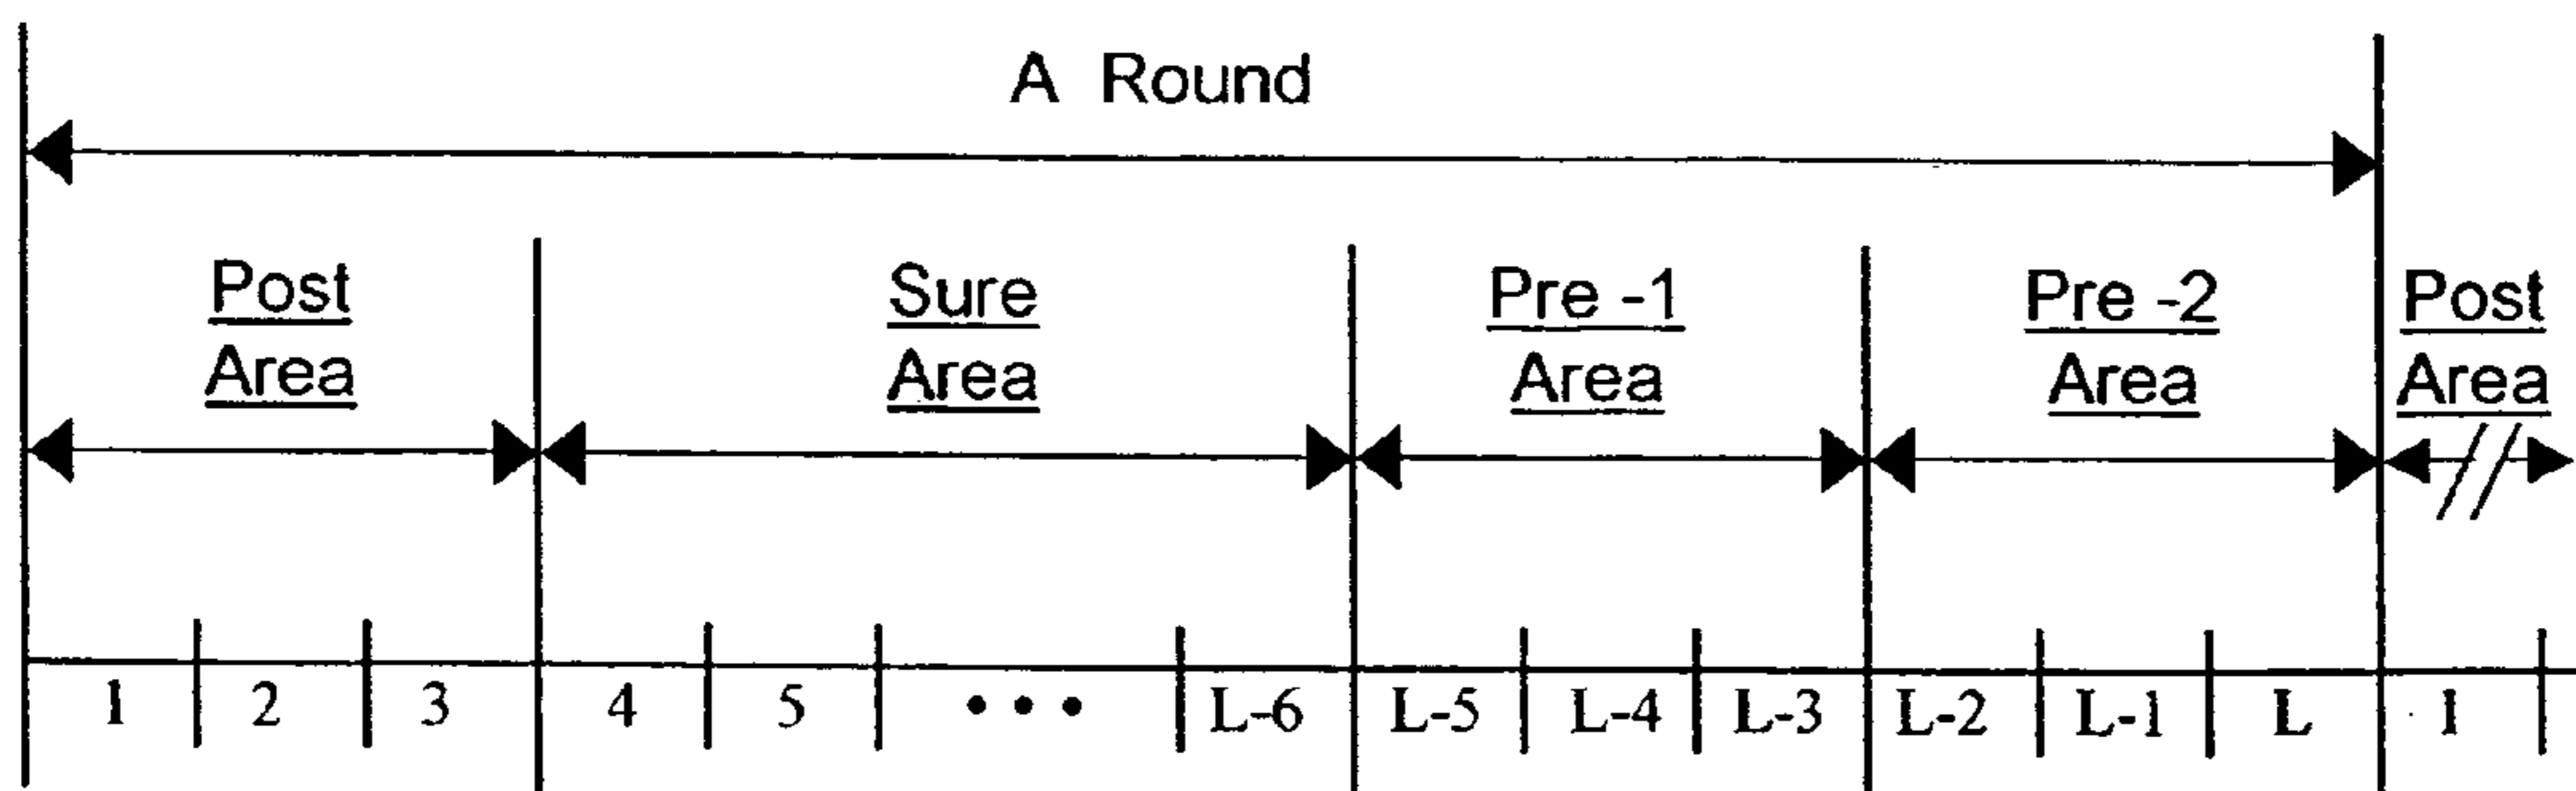 A Round
Post Area
Sure Area
Pre -1 Area
Pre -2 Area
Post Area
1 2 3 4 5 • • • L-6 L-5 L-4 L-3 L-2 L-1 L 1